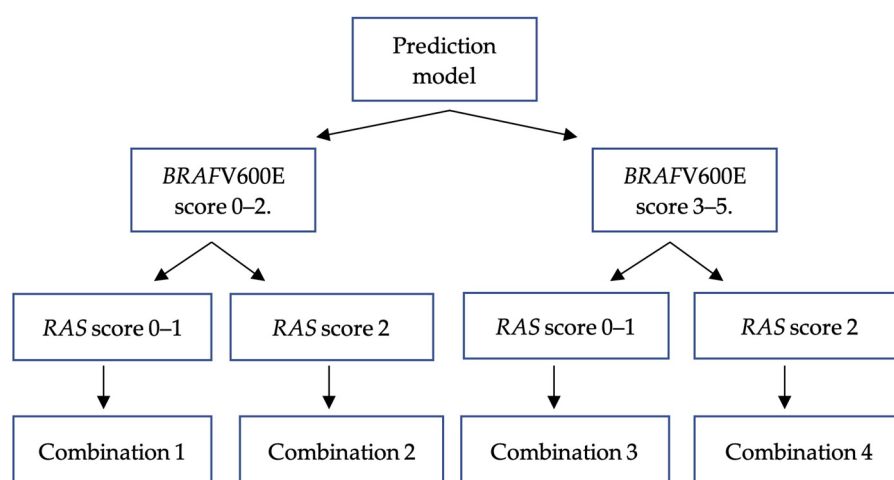 Prediction
model
BRAFV600E
score 0–2.
BRAFV600E
score 3–5.
RAS score 0–1
RAS score 2
RAS score 0–1
RAS score 2
Combination 1
Combination 2
Combination 3
Combination 4